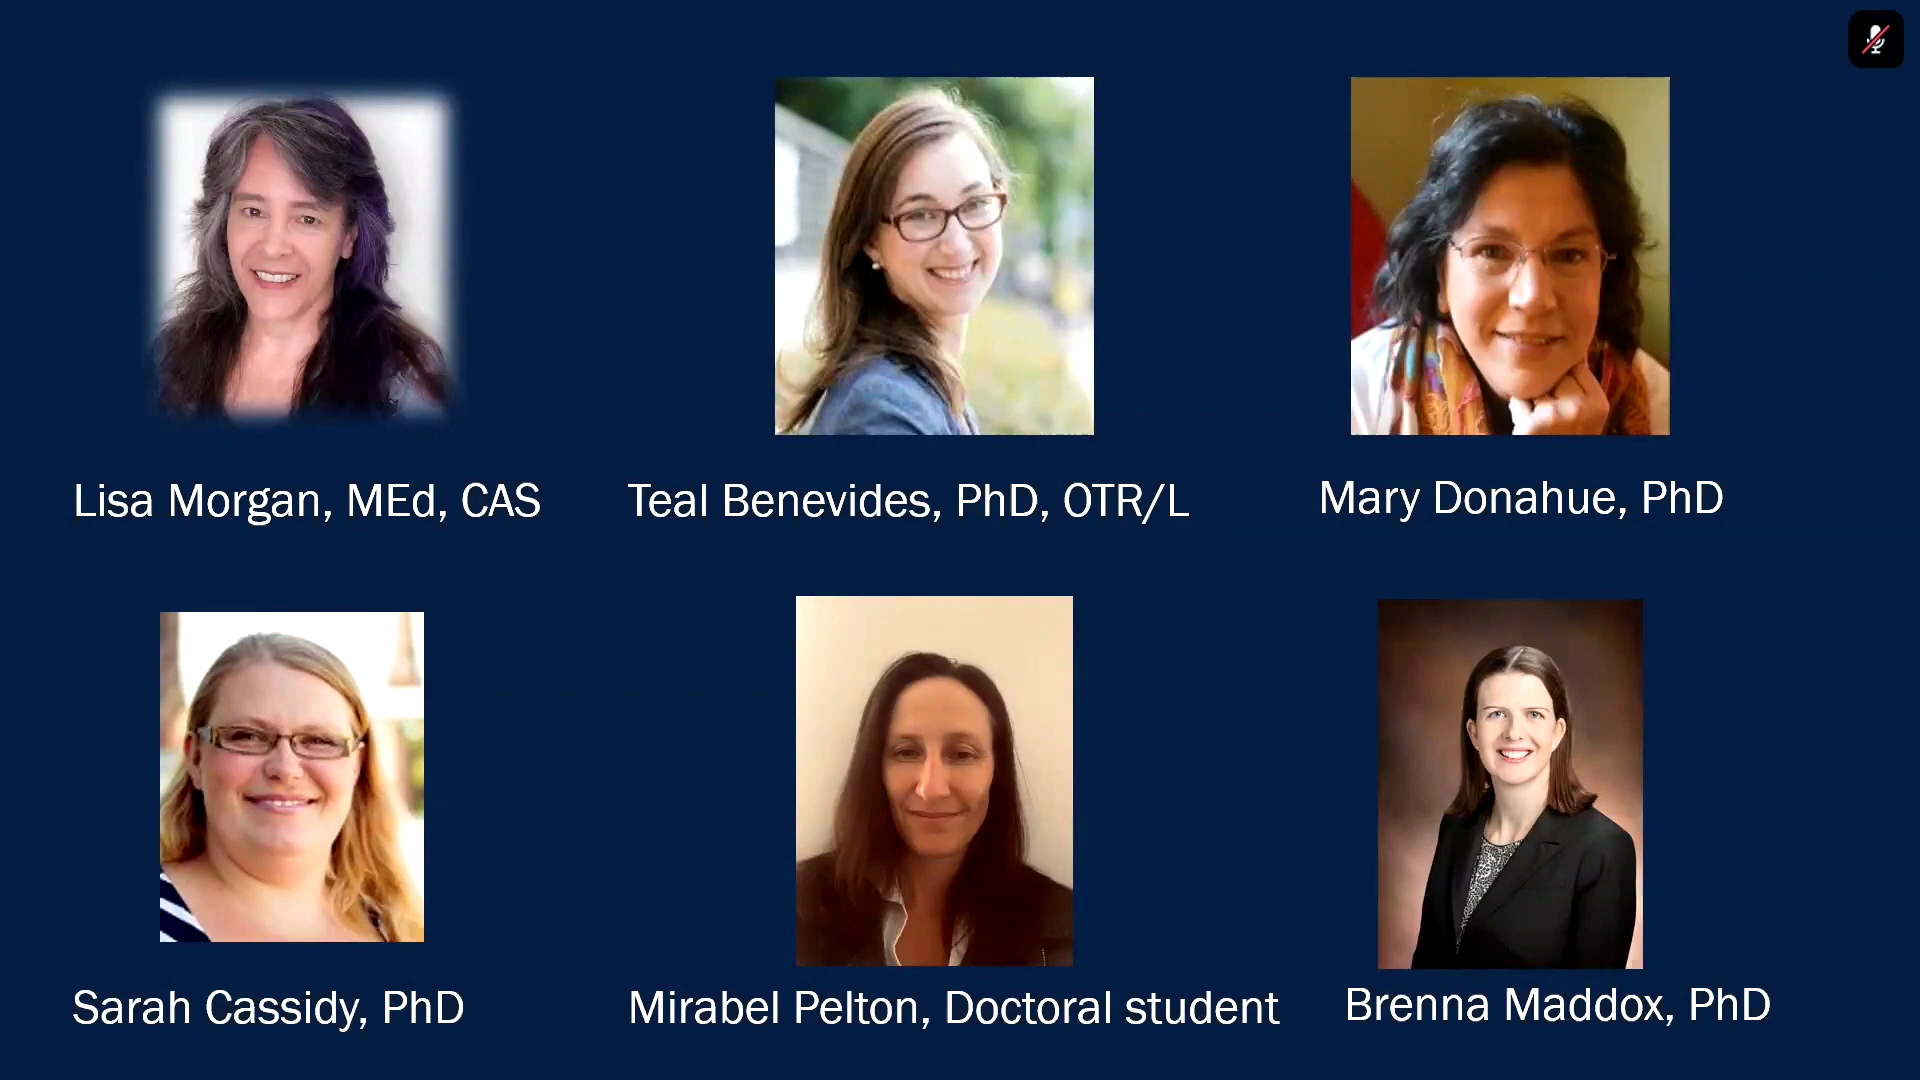 Lisa Morgan, MEd, CAS
Teal Benevides, PhD, OTR/L
Mary Donahue, PhD
Sarah Cassidy, PhD
Mirabel Pelton, Doctoral student
Brenna Maddox, PhD